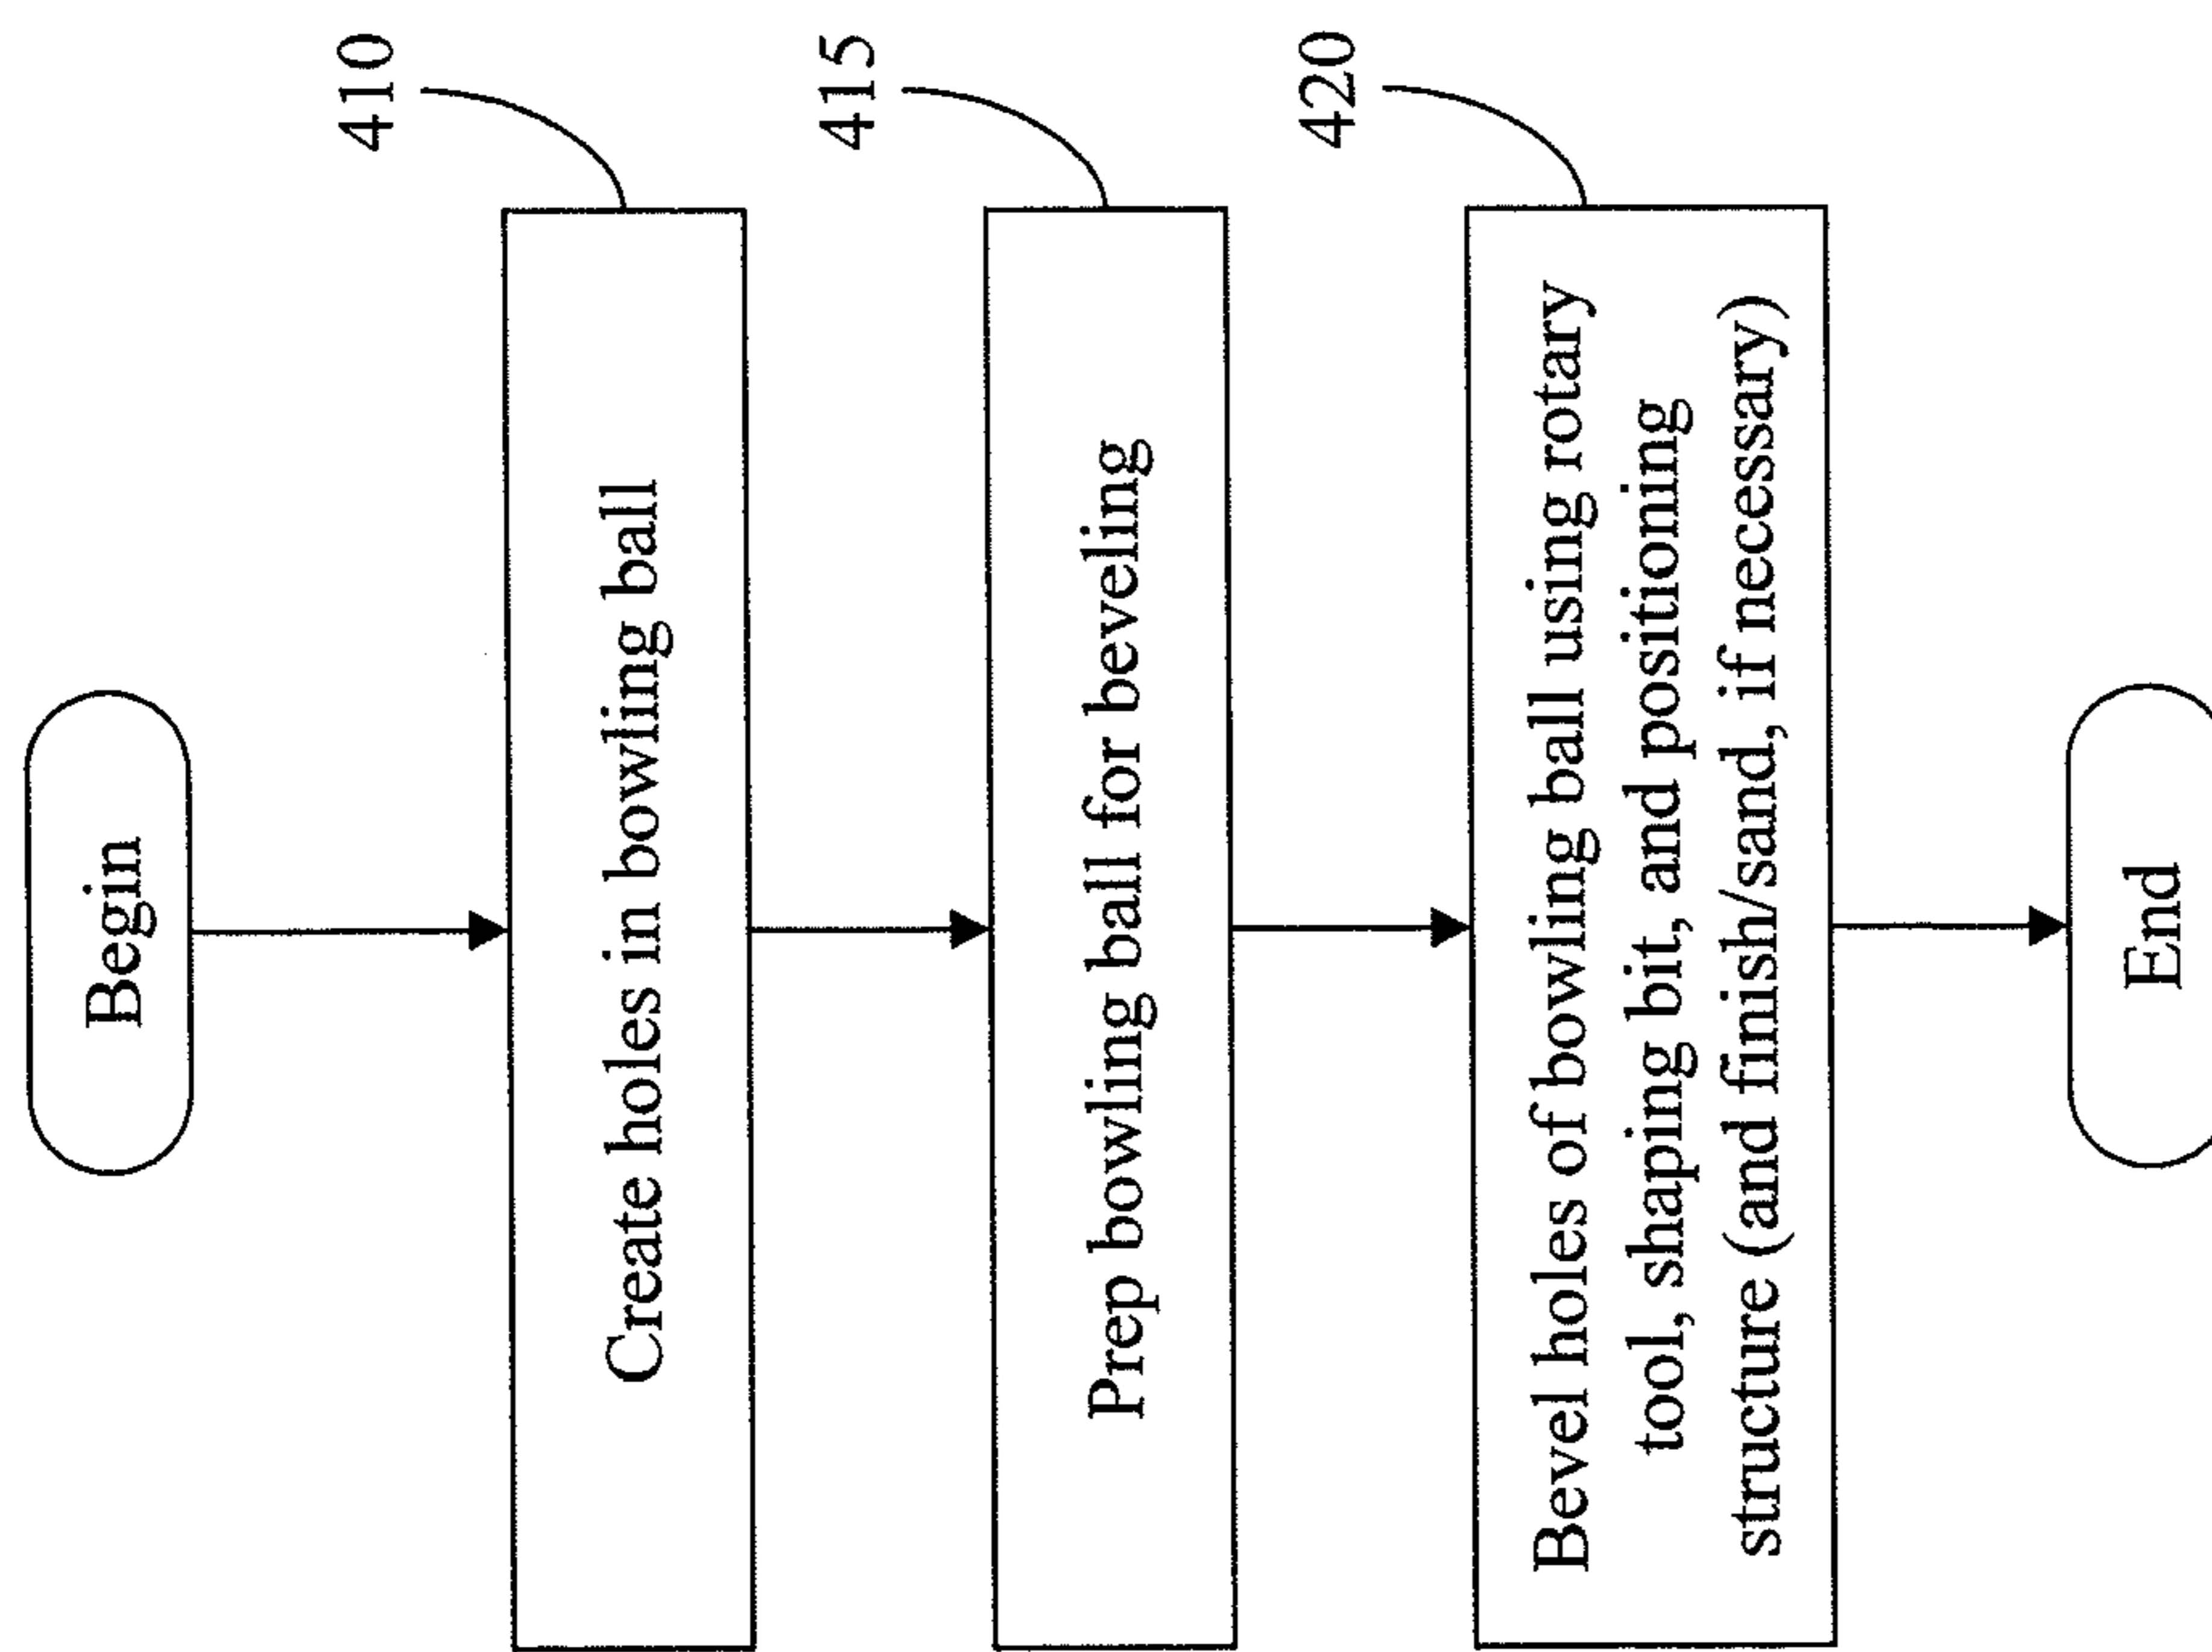 Begin
410
Create holes in bowling ball
415
Prep bowling ball for beveling
420
Bevel holes of bowling ball using rotary
tool, shaping bit, and positioning
structure (and finish/sand, if necessary)
End